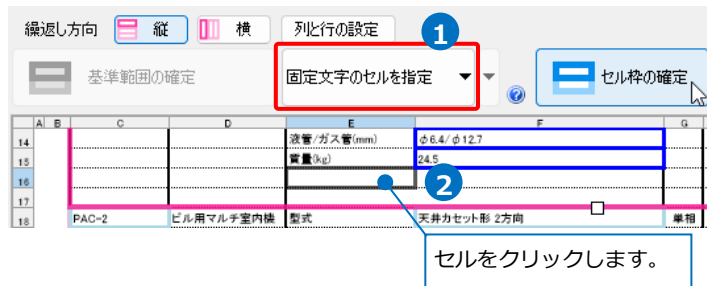 繰返し方向 縦 横 列と行の設定
1
基準範囲の確定 固定文字のセルを指定 セル枠の確定
A B C D E F G
14 液管/ガス管(mm) φ6.4/φ12.7
15 質量(kg) 24.5
16
2
17
18 PAC-2 ビル用マルチ室内機 型式 天井カセット形 2方向 単相
セルをクリックします。